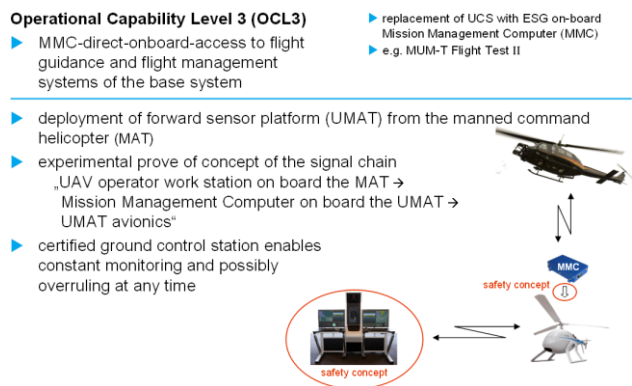 Operational Capability Level 3 (OCL3)
MMC-direct-onboard-access to flight
guidance and flight management
systems of the base system
replacement of UCS with ESG on-board
Mission Management Computer (MMC)
e.g. MUM-T Flight Test II
deployment of forward sensor platform (UMAT) from the manned command
helicopter (MAT)
experimental prove of concept of the signal chain
„UAV operator work station on board the MAT →
Mission Management Computer on board the UMAT →
UMAT avionics“
certified ground control station enables
constant monitoring and possibly
overruling at any time
MMC
safety concept
safety concept